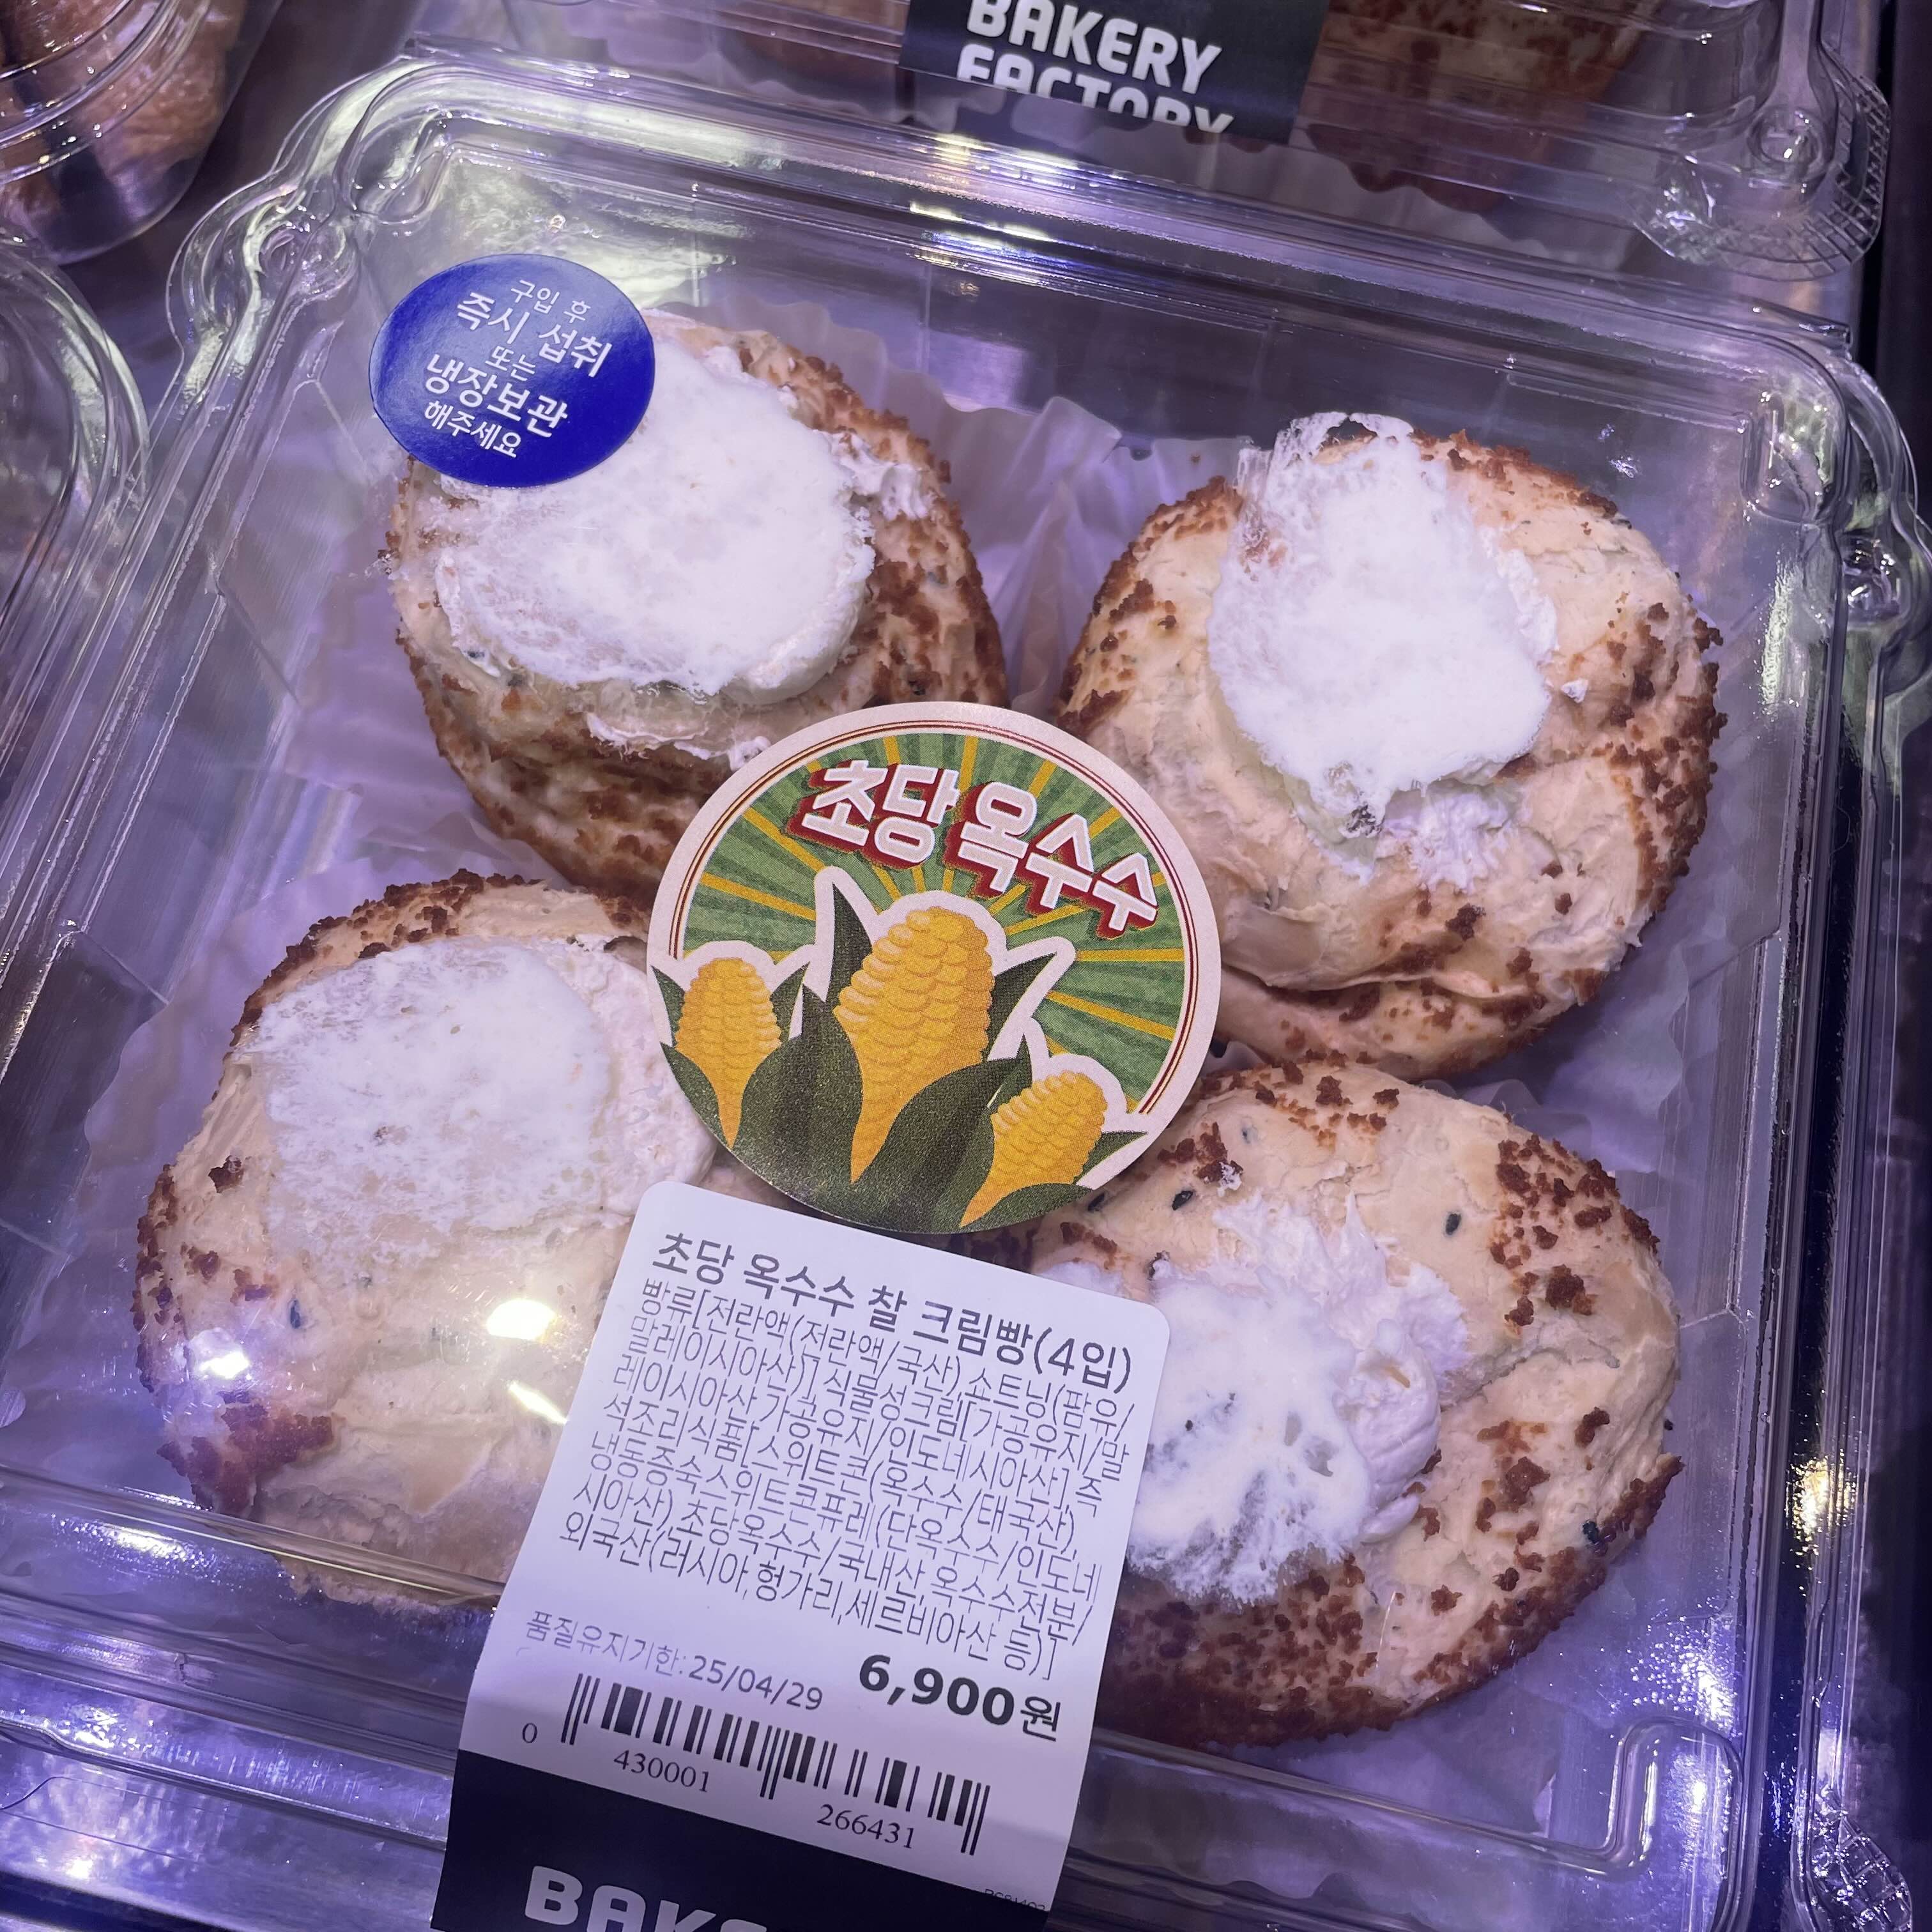 BAKERY
FACTORY
구입 후
즉시 섭취
또는
냉장보관
해주세요
초당 옥수수
초당 옥수수 찰 크림빵(4입)
빵류[전란액(전란액/국산),쇼트닝(팜유/
말레이시아산)],식물성크림[가공유지/말
레이시아산,가공유지/인도네시아산],즉
석조리식품[스위트콘(옥수수/태국산),
냉동증숙스위트콘퓨레(단옥수수/인도네
시아산),초당옥수수/국내산,옥수수전분/
외국산(러시아,헝가리,세르비아산 등)]
품질유지기한:25/04/29
6,900원
0 430001 266431